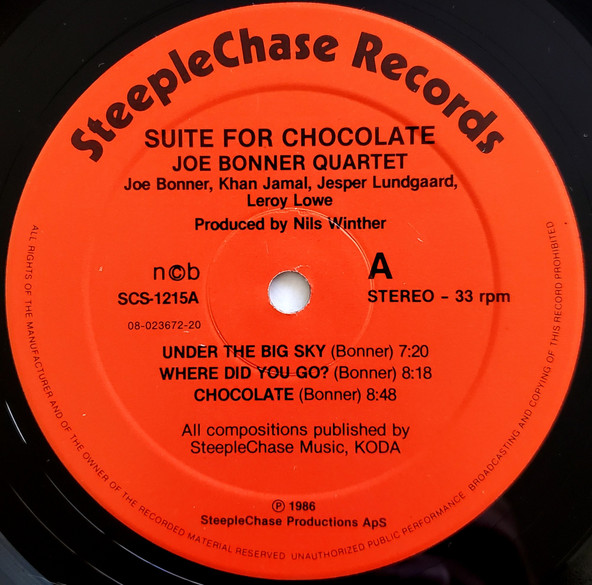 SteepleChase Records
SUITE FOR CHOCOLATE
JOE BONNER QUARTET
Joe Bonner, Khan Jamal, Jesper Lundgaard,
Leroy Lowe
Produced by Nils Winther
n©b
A
SCS-1215A
STEREO - 33 rpm
08-023672-20
UNDER THE BIG SKY (Bonner) 7:20
WHERE DID YOU GO? (Bonner) 8:18
CHOCOLATE (Bonner) 8:48
All compositions published by
SteepleChase Music, KODA
℗ 1986
SteepleChase Productions ApS
ALL RIGHTS OF THE MANUFACTURER AND OF THE OWNER OF THE RECORDED MATERIAL RESERVED UNAUTHORIZED PUBLIC PERFORMANCE BROADCASTING AND COPYING OF THIS RECORD PROHIBITED